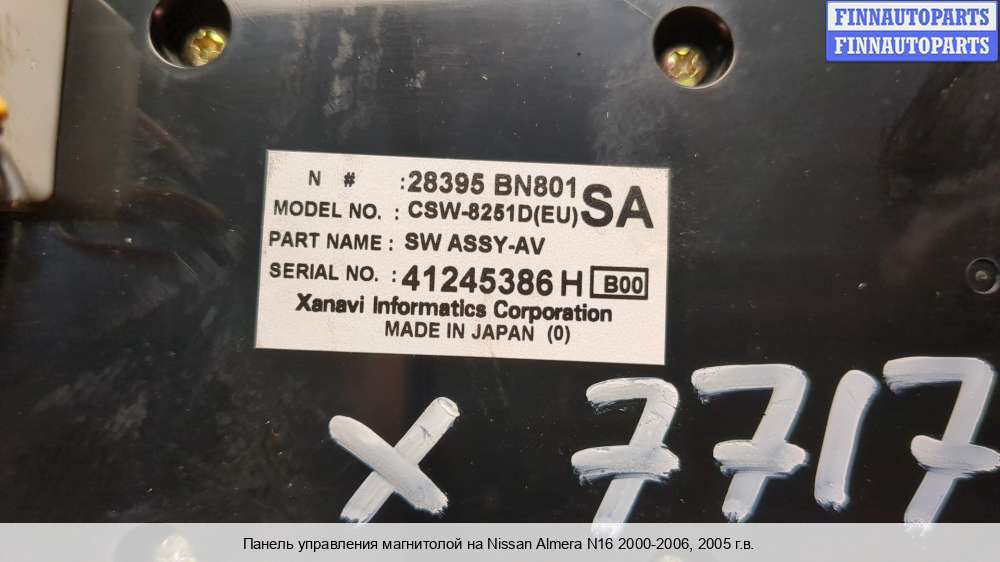 FINNAUTOPARTS
FINNAUTOPARTS
N # : 28395 BN801 SA
MODEL NO. : CSW-8251D(EU)
PART NAME : SW ASSY-AV
SERIAL NO. : 41245386 H B00
Xanavi Informatics Corporation
MADE IN JAPAN (0)
X 7717
Панель управления магнитолой на Nissan Almera N16 2000-2006, 2005 г.в.